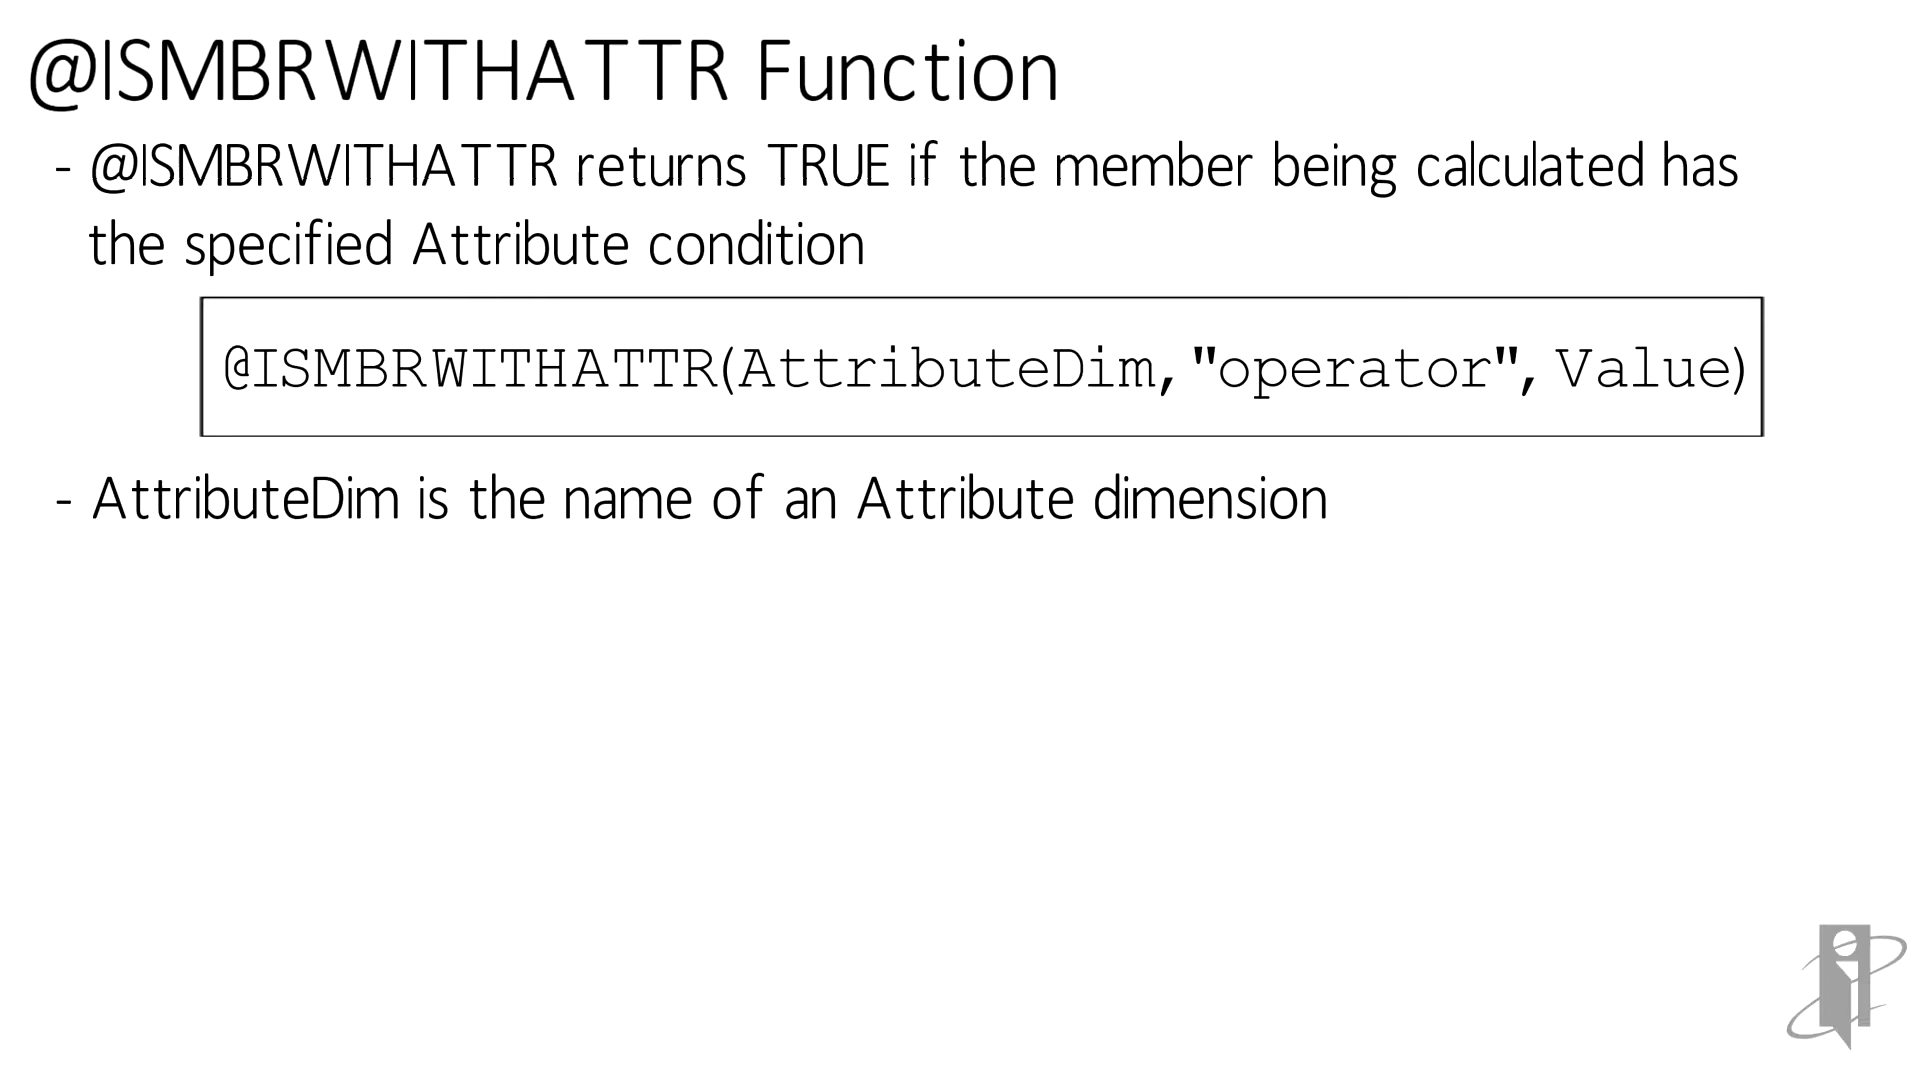 @ISMBRWITHATTR Function
- @ISMBRWITHATTR returns TRUE if the member being calculated has
the specified Attribute condition
@ISMBRWITHATTR(AttributeDim, "operator", Value)
- AttributeDim is the name of an Attribute dimension